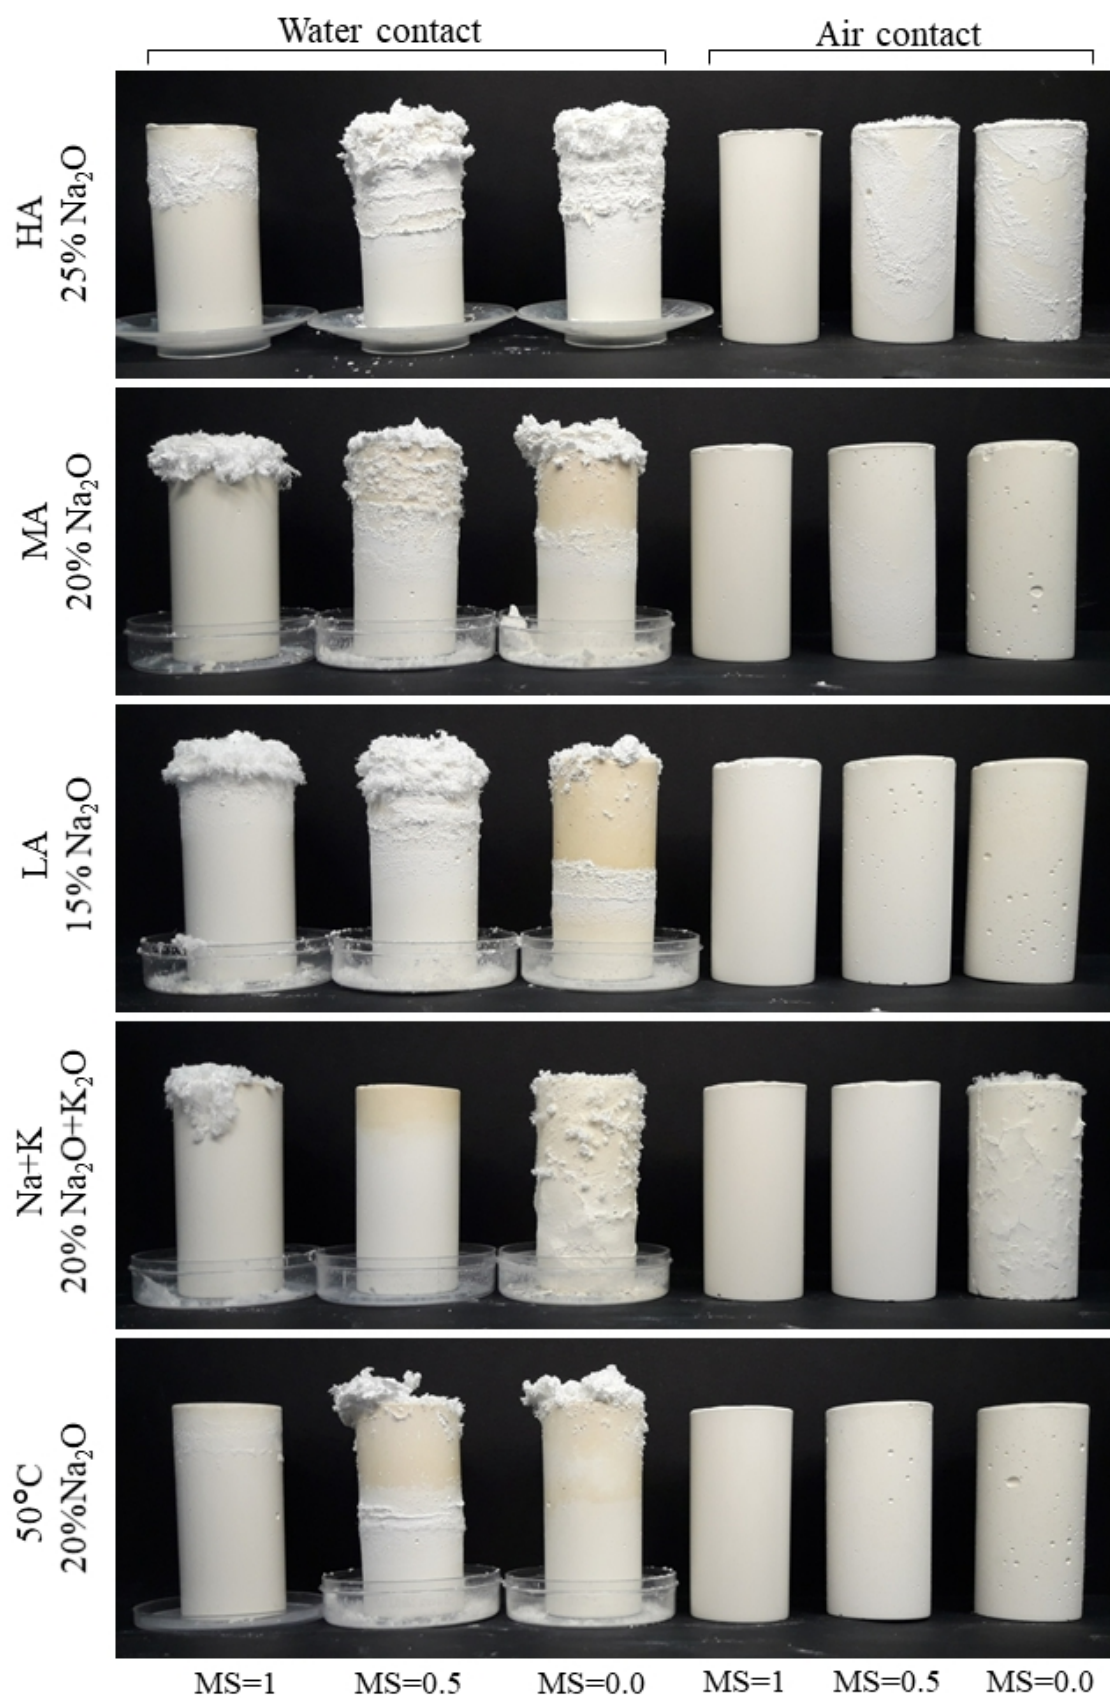 Water contact
Air contact
HA
25% Na₂O
MA
20% Na₂O
LA
15% Na₂O
Na+K
20% Na₂O+K₂O
50°C
20%Na₂O
MS=1
MS=0.5
MS=0.0
MS=1
MS=0.5
MS=0.0